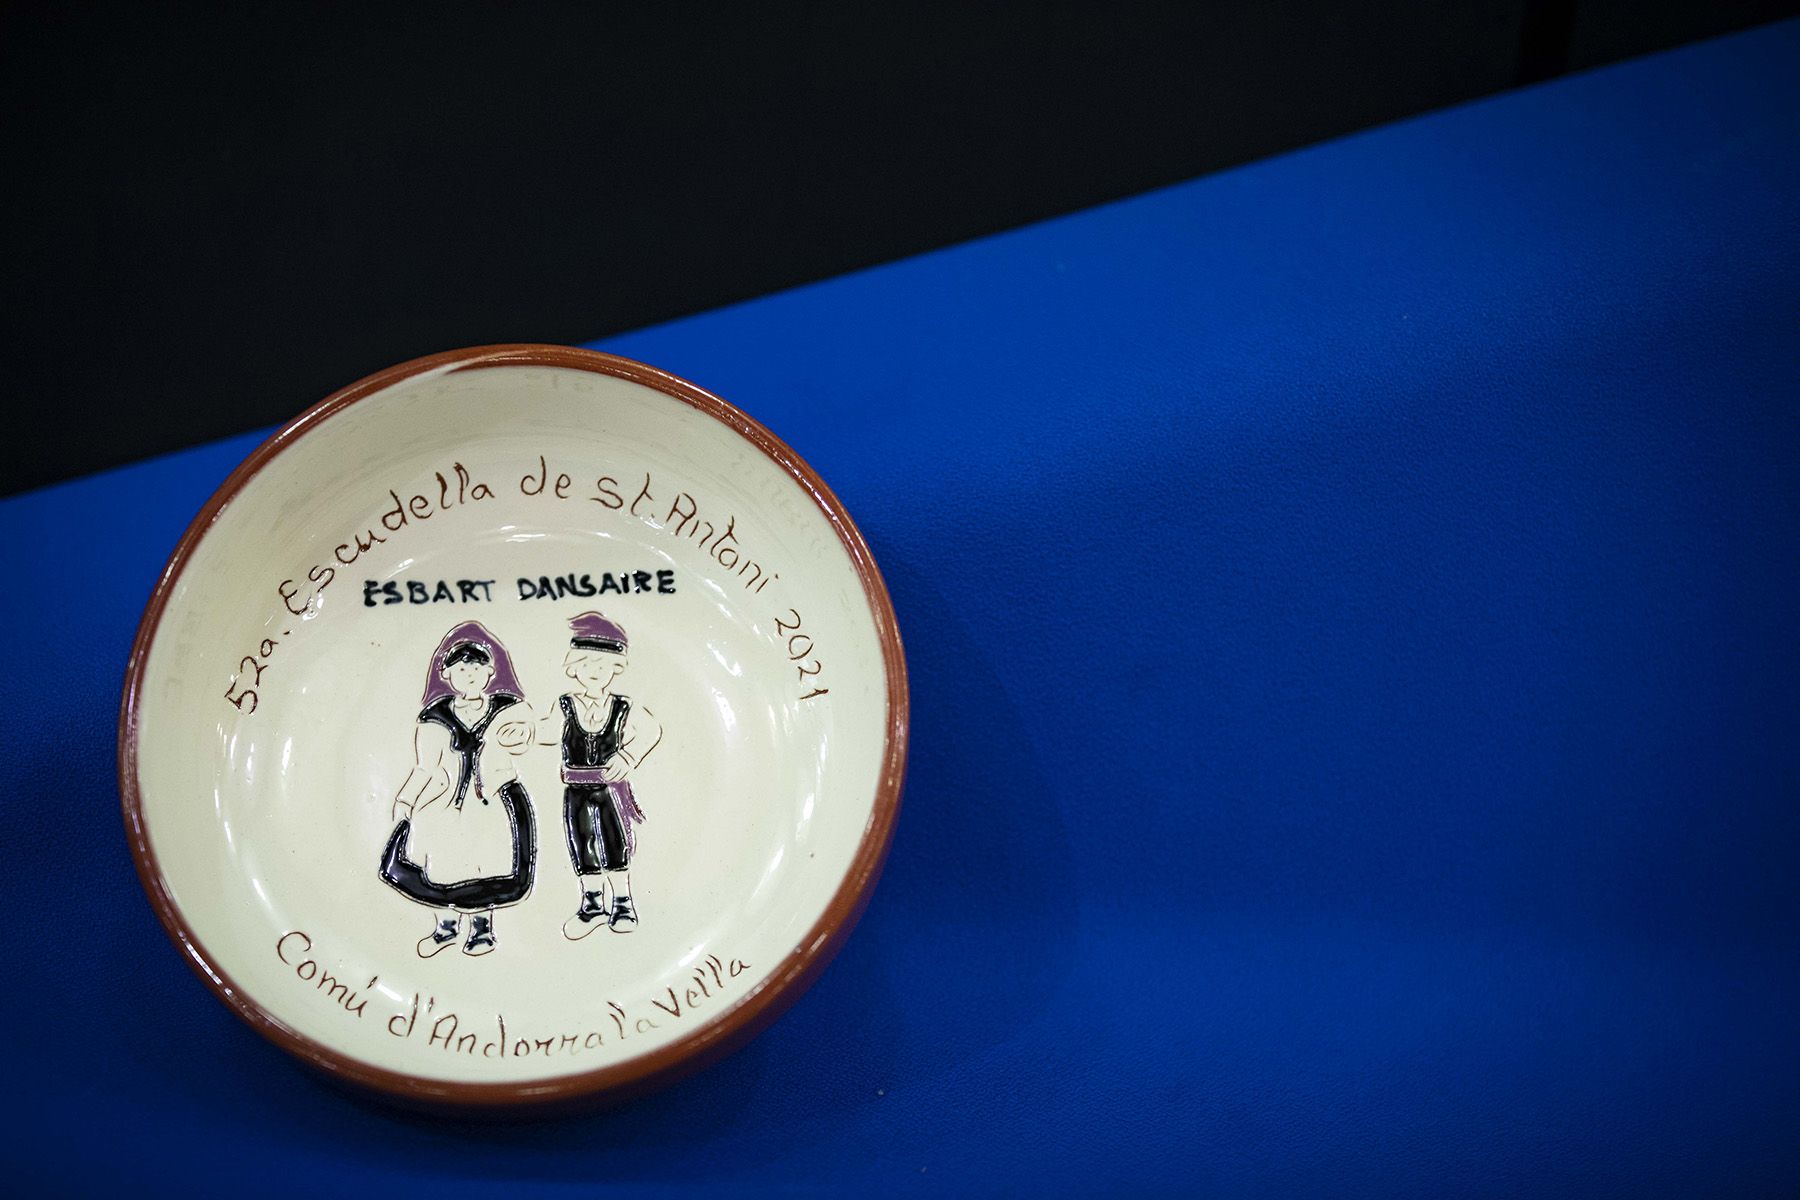 52a. Escudella de St. Antoni 2021
ESBART DANSAIRE
Comú d'Andorra la Vella